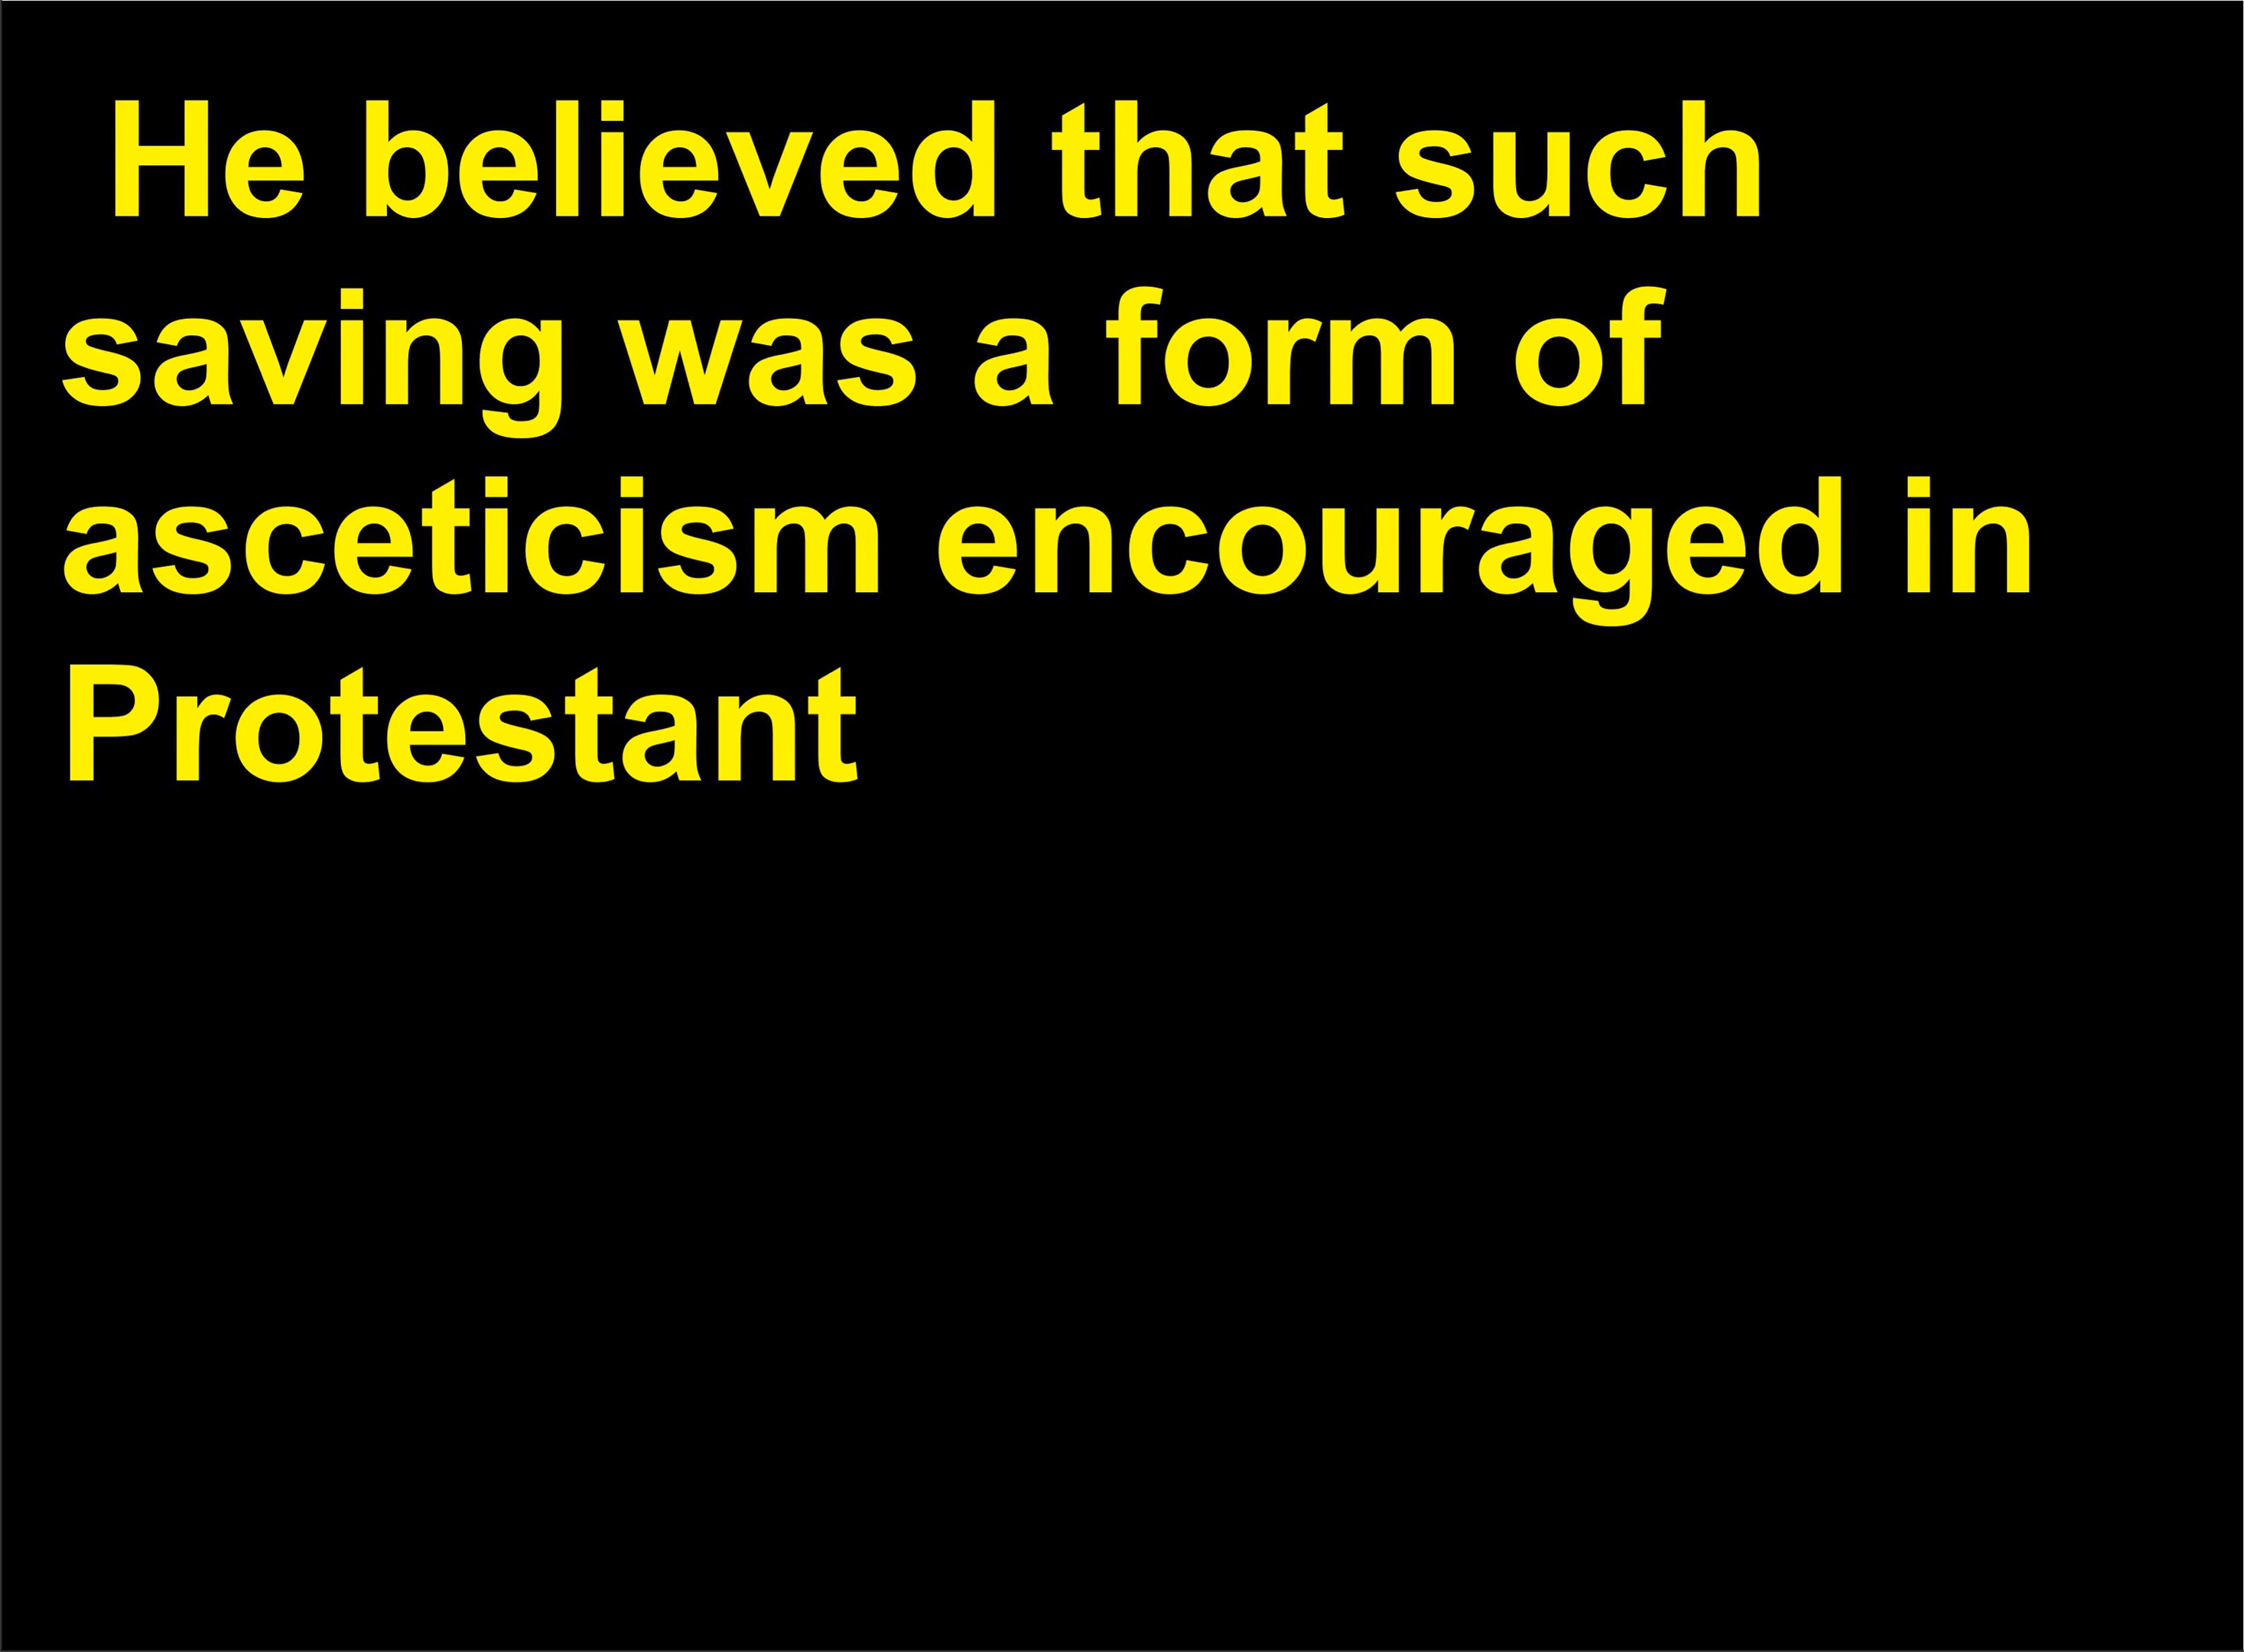 He believed that such
saving was a form of
asceticism encouraged in
Protestant